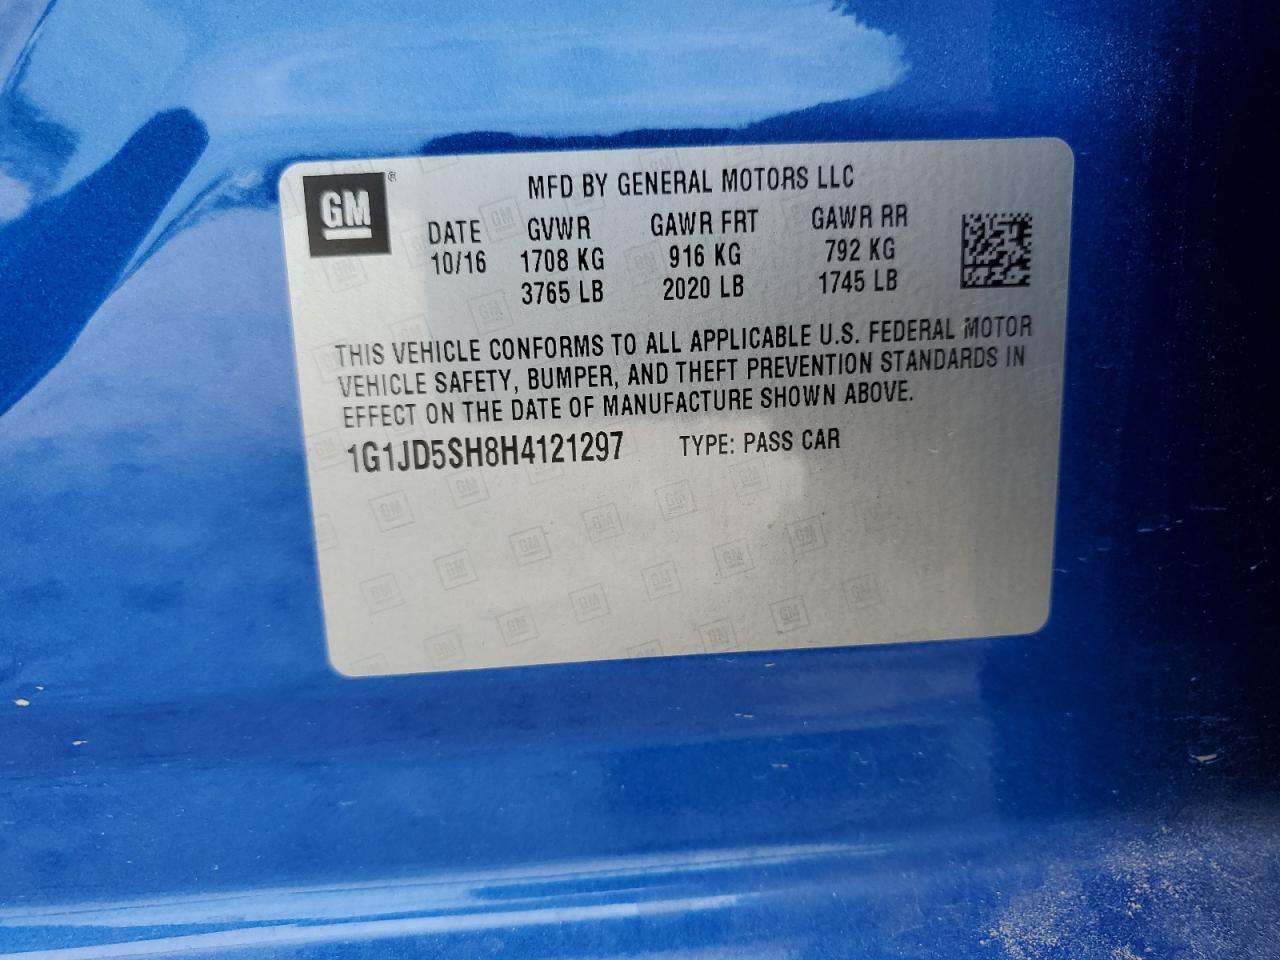 GM ®
MFD BY GENERAL MOTORS LLC
DATE GVWR GAWR FRT GAWR RR
10/16 1708 KG 916 KG 792 KG
3765 LB 2020 LB 1745 LB
THIS VEHICLE CONFORMS TO ALL APPLICABLE U.S. FEDERAL MOTOR
VEHICLE SAFETY, BUMPER, AND THEFT PREVENTION STANDARDS IN
EFFECT ON THE DATE OF MANUFACTURE SHOWN ABOVE.
1G1JD5SH8H4121297 TYPE: PASS CAR